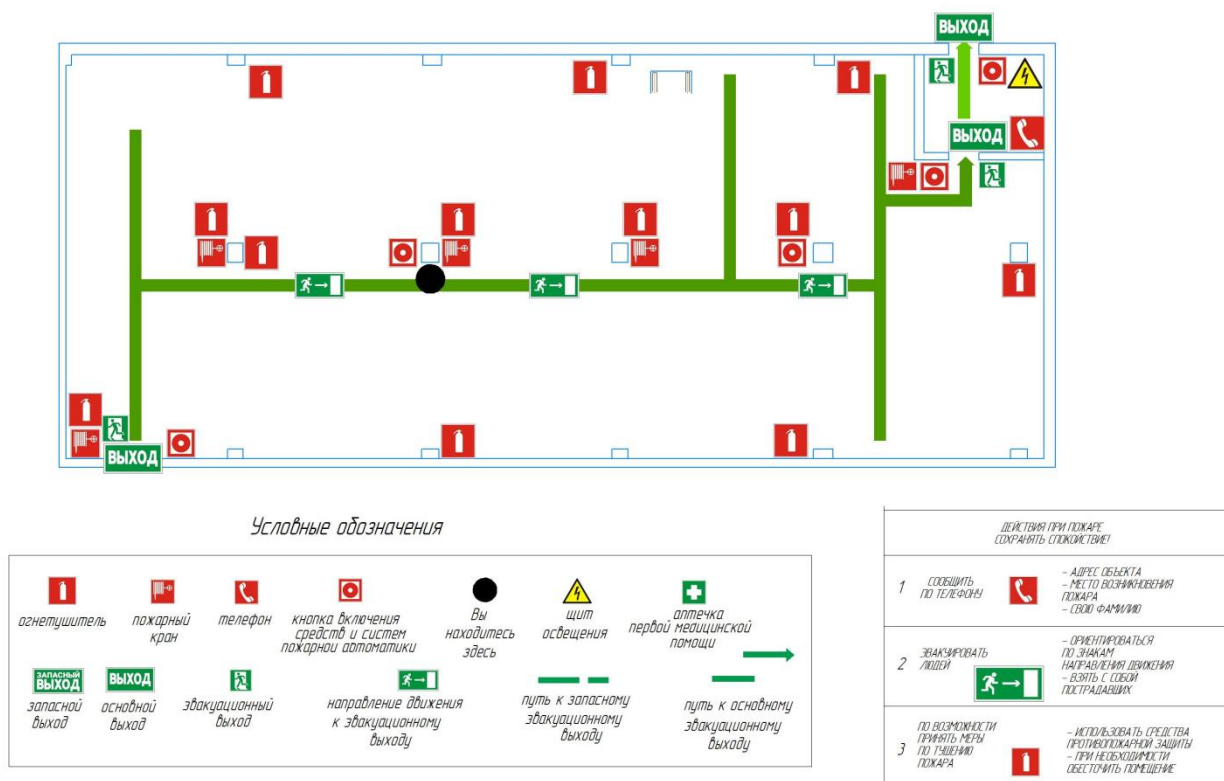 ВЫХОД
ВЫХОД
ВЫХОД
Условные обозначения
огнетушитель
пожарный
кран
телефон
кнопка включения
средств и систем
пожарной автоматики
Вы
находитесь
здесь
щит
освещения
аптечка
первой медицинской
помощи
ЗАПАСНЫЙ
ВЫХОД
запасной
выход
ВЫХОД
основной
выход
эвакуационный
выход
направление движения
к эвакуационному
выходу
путь к запасному
эвакуационному
выходу
путь к основному
эвакуационному
выходу
ДЕЙСТВИЯ ПРИ ПОЖАРЕ
СОХРАНЯТЬ СПОКОЙСТВИЕ!
1
СООБЩИТЬ
ПО ТЕЛЕФОНУ
- АДРЕС ОБЪЕКТА
- МЕСТО ВОЗНИКНОВЕНИЯ
ПОЖАРА
- СВОЮ ФАМИЛИЮ
2
ЭВАКУИРОВАТЬ
ЛЮДЕЙ
- ОРИЕНТИРОВАТЬСЯ
ПО ЗНАКАМ
НАПРАВЛЕНИЯ ДВИЖЕНИЯ
- ВЗЯТЬ С СОБОЙ
ПОСТРАДАВШИХ
3
ПО ВОЗМОЖНОСТИ
ПРИНЯТЬ МЕРЫ
ПО ТУШЕНИЮ
ПОЖАРА
- ИСПОЛЬЗОВАТЬ СРЕДСТВА
ПРОТИВОПОЖАРНОЙ ЗАЩИТЫ
- ПРИ НЕОБХОДИМОСТИ
ОБЕСТОЧИТЬ ПОМЕЩЕНИЕ